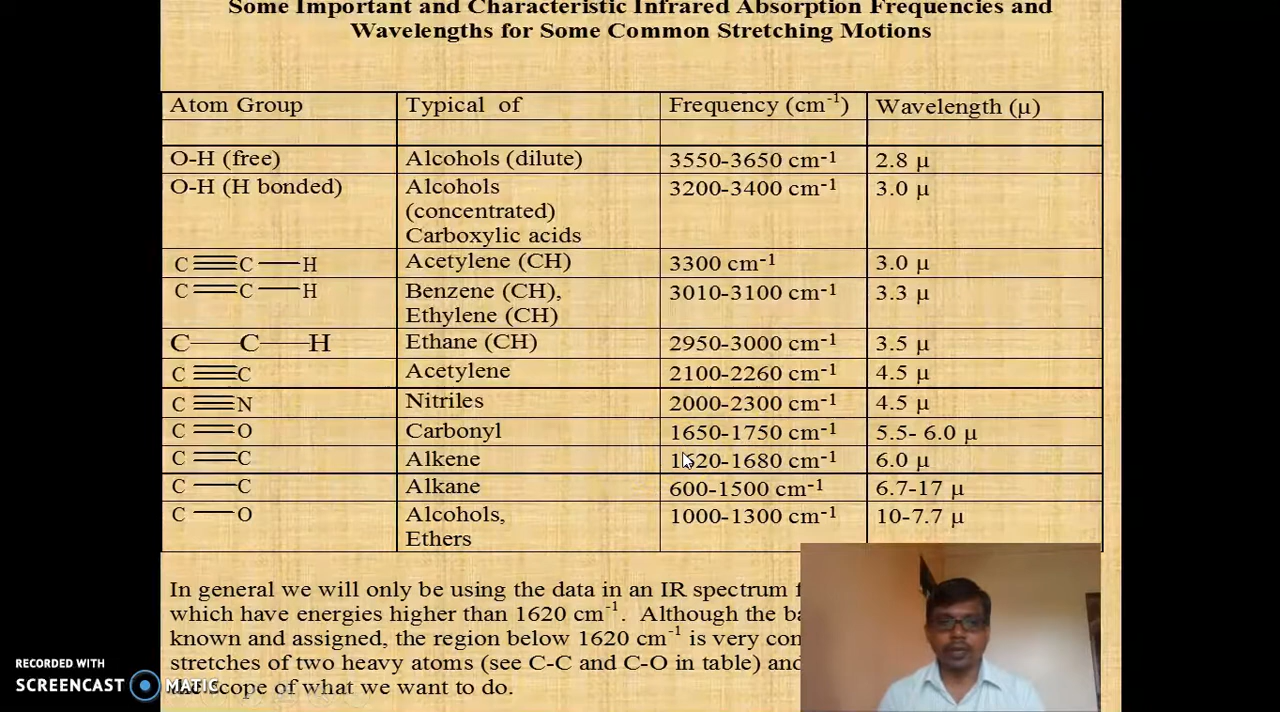 Some Important and Characteristic Infrared Absorption Frequencies and
Wavelengths for Some Common Stretching Motions
Atom Group Typical of Frequency (cm-1) Wavelength (μ)
O-H (free) Alcohols (dilute) 3550-3650 cm-1 2.8 μ
O-H (H bonded) Alcohols 3200-3400 cm-1 3.0 μ
(concentrated)
Carboxylic acids
C≡C—H Acetylene (CH) 3300 cm-1 3.0 μ
C=C—H Benzene (CH), 3010-3100 cm-1 3.3 μ
Ethylene (CH)
C—C—H Ethane (CH) 2950-3000 cm-1 3.5 μ
C≡C Acetylene 2100-2260 cm-1 4.5 μ
C≡N Nitriles 2000-2300 cm-1 4.5 μ
C=O Carbonyl 1650-1750 cm-1 5.5- 6.0 μ
C=C Alkene 1620-1680 cm-1 6.0 μ
C—C Alkane 600-1500 cm-1 6.7-17 μ
C—O Alcohols, 1000-1300 cm-1 10-7.7 μ
Ethers
In general we will only be using the data in an IR spectrum
which have energies higher than 1620 cm-1. Although the
known and assigned, the region below 1620 cm-1 is very
stretches of two heavy atoms (see C-C and C-O in table) and
scope of what we want to do.
RECORDED WITH
SCREENCAST MATIC